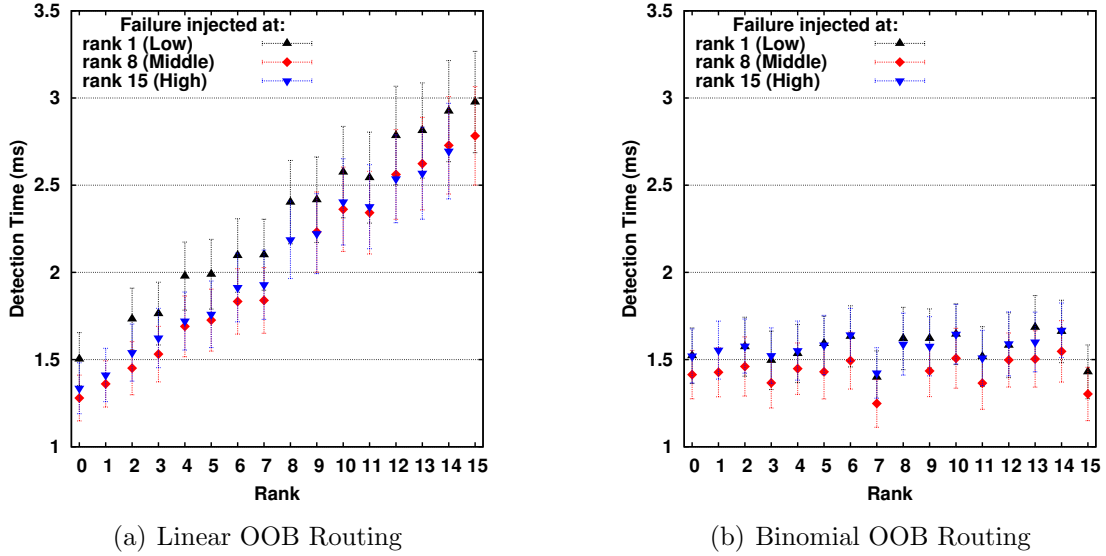 Failure injected at:
rank 1 (Low)
rank 8 (Middle)
rank 15 (High)
3.5
3
2.5
2
1.5
1
Detection Time (ms)
0 1 2 3 4 5 6 7 8 9 10 11 12 13 14 15
Rank
(a) Linear OOB Routing
Failure injected at:
rank 1 (Low)
rank 8 (Middle)
rank 15 (High)
3.5
3
2.5
2
1.5
1
Detection Time (ms)
0 1 2 3 4 5 6 7 8 9 10 11 12 13 14 15
Rank
(b) Binomial OOB Routing